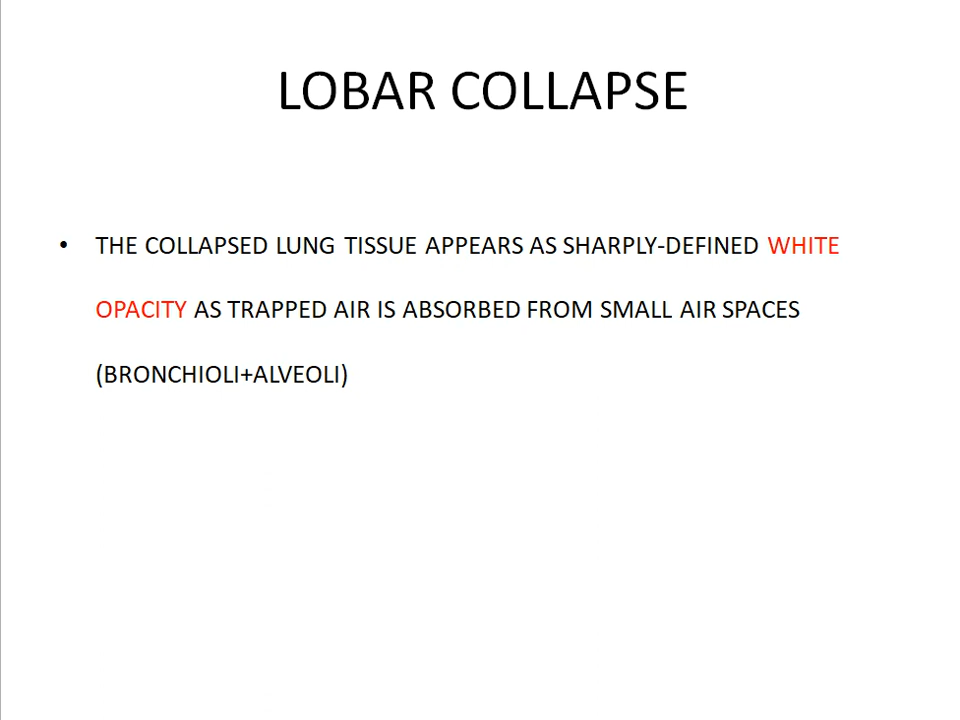 LOBAR COLLAPSE
• THE COLLAPSED LUNG TISSUE APPEARS AS SHARPLY-DEFINED WHITE
OPACITY AS TRAPPED AIR IS ABSORBED FROM SMALL AIR SPACES
(BRONCHIOLI+ALVEOLI)